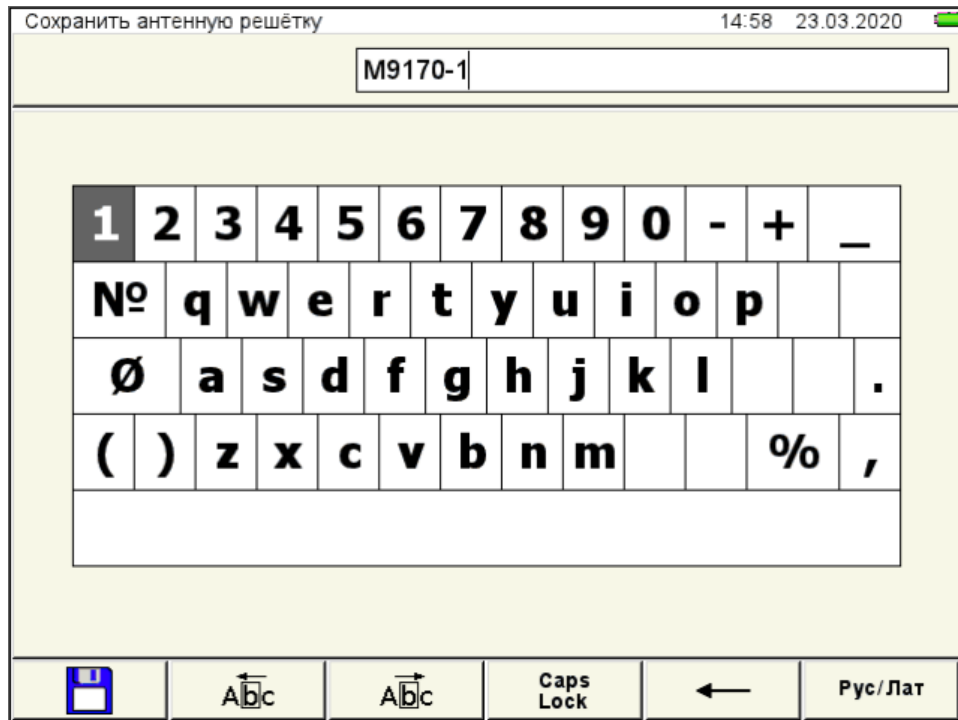 Сохранить антенную решётку 14:58 23.03.2020
M9170-1
1 2 3 4 5 6 7 8 9 0 - + _
№ q w e r t y u i o p
Ø a s d f g h j k l .
( ) z x c v b n m % ,
Abc Abc Caps Lock ← Рус/Лат